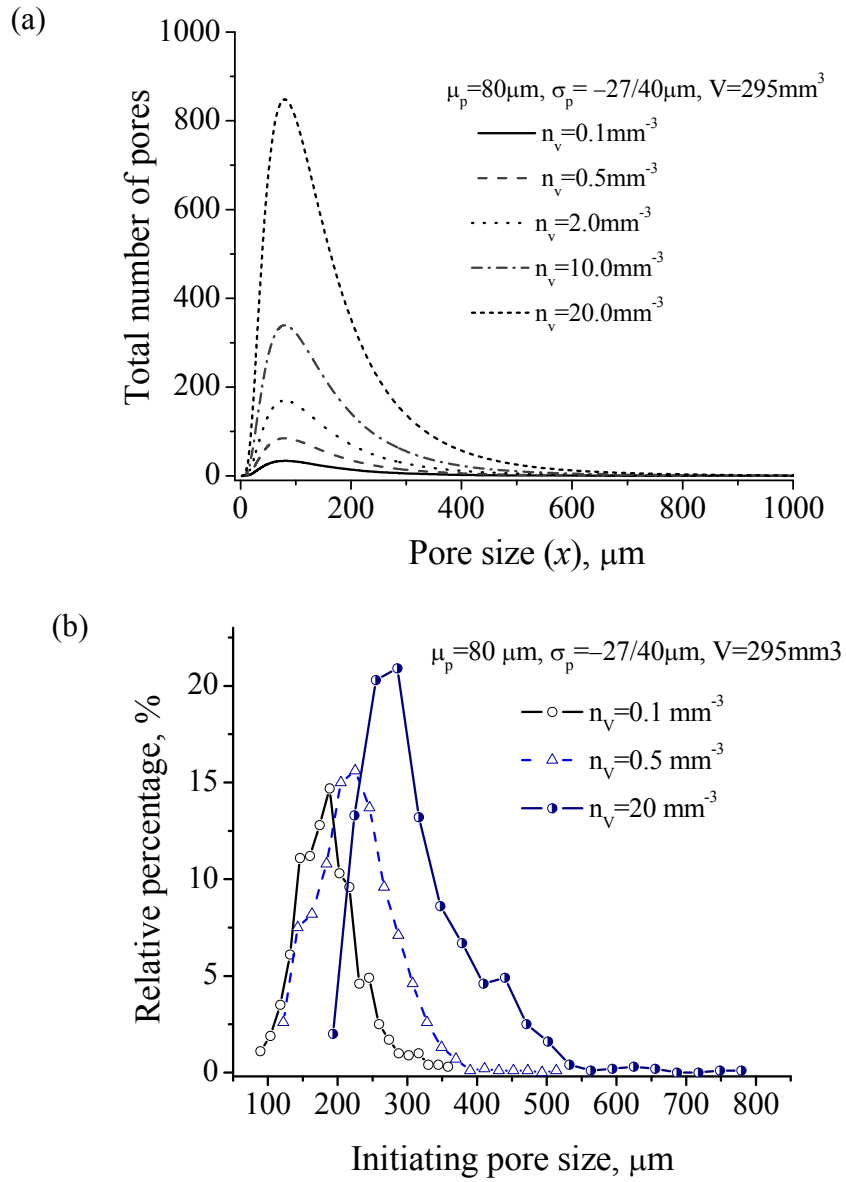 (a)
1000
800
600
400
200
0
Total number of pores
μp=80μm, σp= –27/40μm, V=295mm³
nv=0.1mm⁻³
nv=0.5mm⁻³
nv=2.0mm⁻³
nv=10.0mm⁻³
nv=20.0mm⁻³
0 200 400 600 800 1000
Pore size (x), μm
(b)
20
15
10
5
0
Relative percentage, %
μp=80 μm, σp=–27/40μm, V=295mm3
nV=0.1 mm⁻³
nV=0.5 mm⁻³
nV=20 mm⁻³
100 200 300 400 500 600 700 800
Initiating pore size, μm